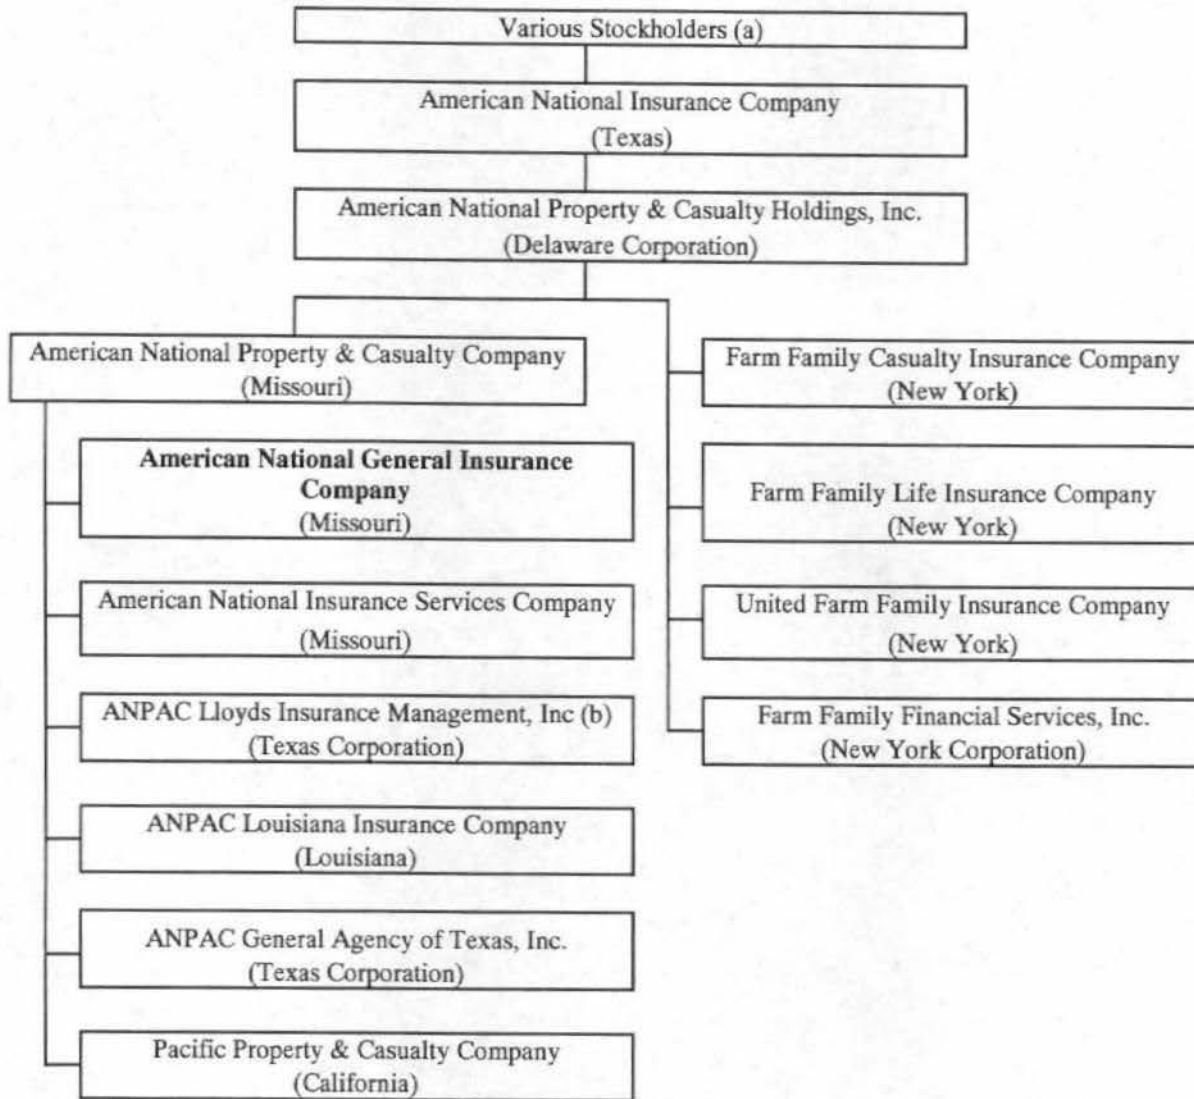 Various Stockholders (a)
American National Insurance Company
(Texas)
American National Property & Casualty Holdings, Inc.
(Delaware Corporation)
American National Property & Casualty Company
(Missouri)
American National General Insurance
Company
(Missouri)
American National Insurance Services Company
(Missouri)
ANPAC Lloyds Insurance Management, Inc (b)
(Texas Corporation)
ANPAC Louisiana Insurance Company
(Louisiana)
ANPAC General Agency of Texas, Inc.
(Texas Corporation)
Pacific Property & Casualty Company
(California)
Farm Family Casualty Insurance Company
(New York)
Farm Family Life Insurance Company
(New York)
United Farm Family Insurance Company
(New York)
Farm Family Financial Services, Inc.
(New York Corporation)